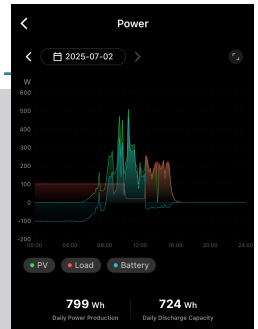 Power
2025-07-02
W
600
500
400
300
200
100
0
-100
-200
00:00 04:00 08:00 12:00 16:00 20:00 24:00
PV Load Battery
799 Wh 724 Wh
Daily Power Production Daily Discharge Capacity